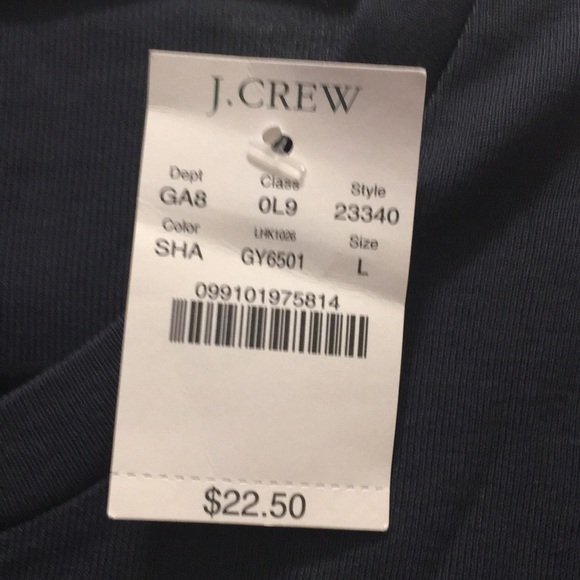 J.CREW
Dept Class Style
GA8 0L9 23340
Color LHK1026 Size
SHA GY6501 L
099101975814
$22.50